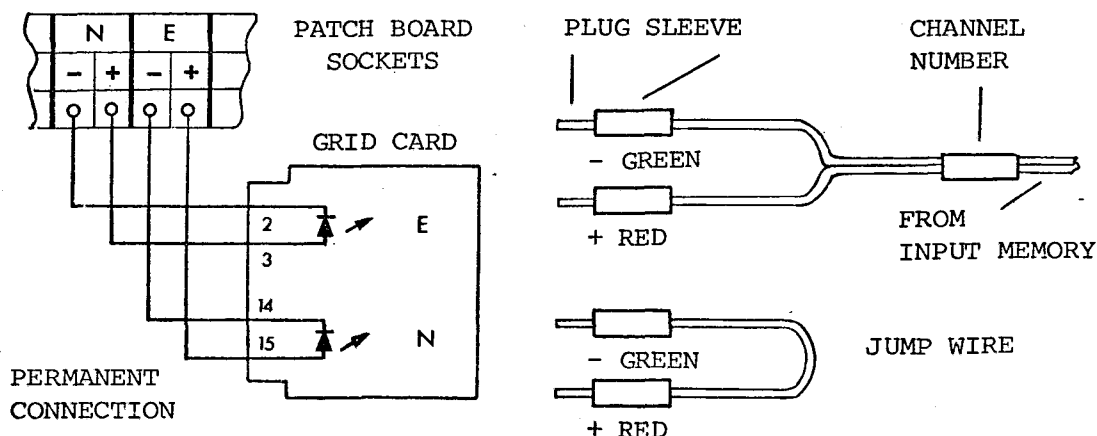 N E
- + - +
PATCH BOARD
SOCKETS
GRID CARD
2
E
3
14
15
N
PERMANENT
CONNECTION
PLUG SLEEVE
CHANNEL
NUMBER
- GREEN
+ RED
FROM
INPUT MEMORY
- GREEN
JUMP WIRE
+ RED